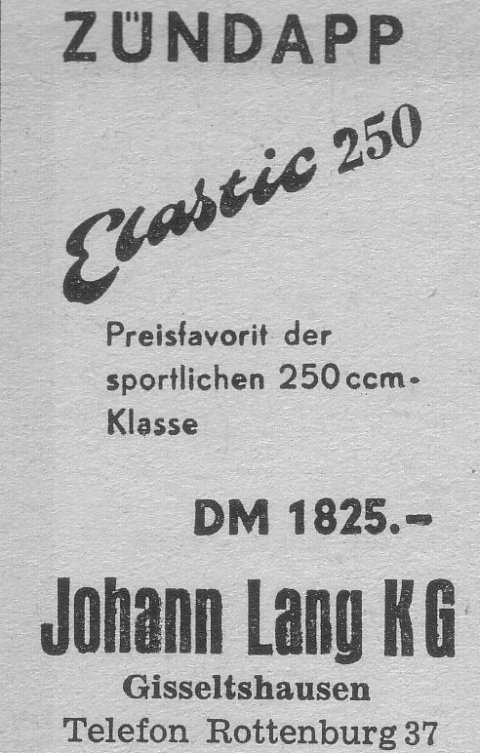 ZÜNDAPP
Elastic 250
Preisfavorit der
sportlichen 250 ccm-
Klasse
DM 1825.–
Johann Lang KG
Gisseltshausen
Telefon Rottenburg 37